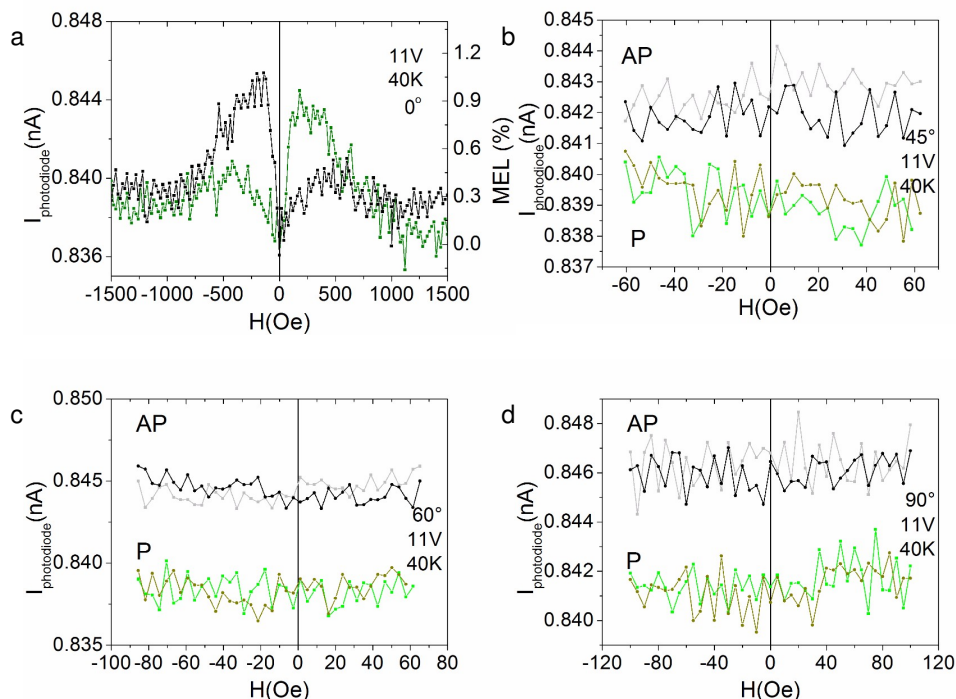 a
0.848
0.844
0.840
0.836
I photodiode (nA)
11V
40K
0°
1.2
0.9
0.6
0.3
0.0
MEL (%)
-1500 -1000 -500 0 500 1000 1500
H(Oe)
b
0.845
0.844
0.843
0.842
0.841
0.840
0.839
0.838
0.837
I photodiode (nA)
AP
45°
11V
40K
P
-60 -40 -20 0 20 40 60
H(Oe)
c
0.850
0.845
0.840
0.835
I photodiode (nA)
AP
60°
P
11V
40K
-100 -80 -60 -40 -20 0 20 40 60 80
H(Oe)
d
0.848
0.846
0.844
0.842
0.840
I photodiode (nA)
AP
90°
11V
P
40K
-120 -80 -40 0 40 80 120
H(Oe)